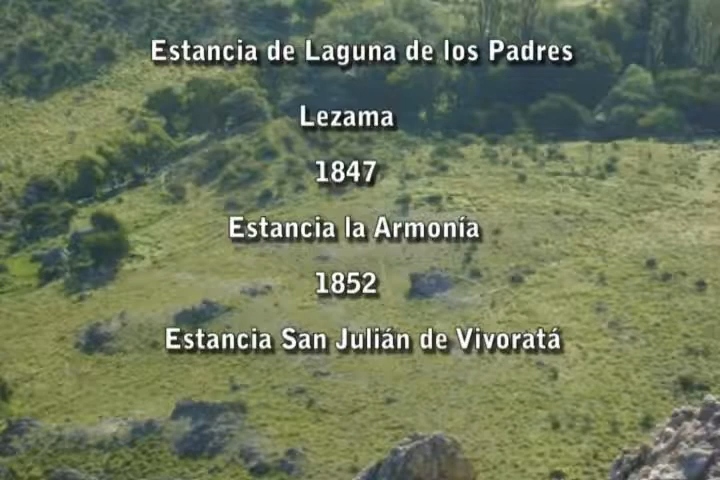 Estancia de Laguna de los Padres
Lezama
1847
Estancia la Armonía
1852
Estancia San Julián de Vivoratá